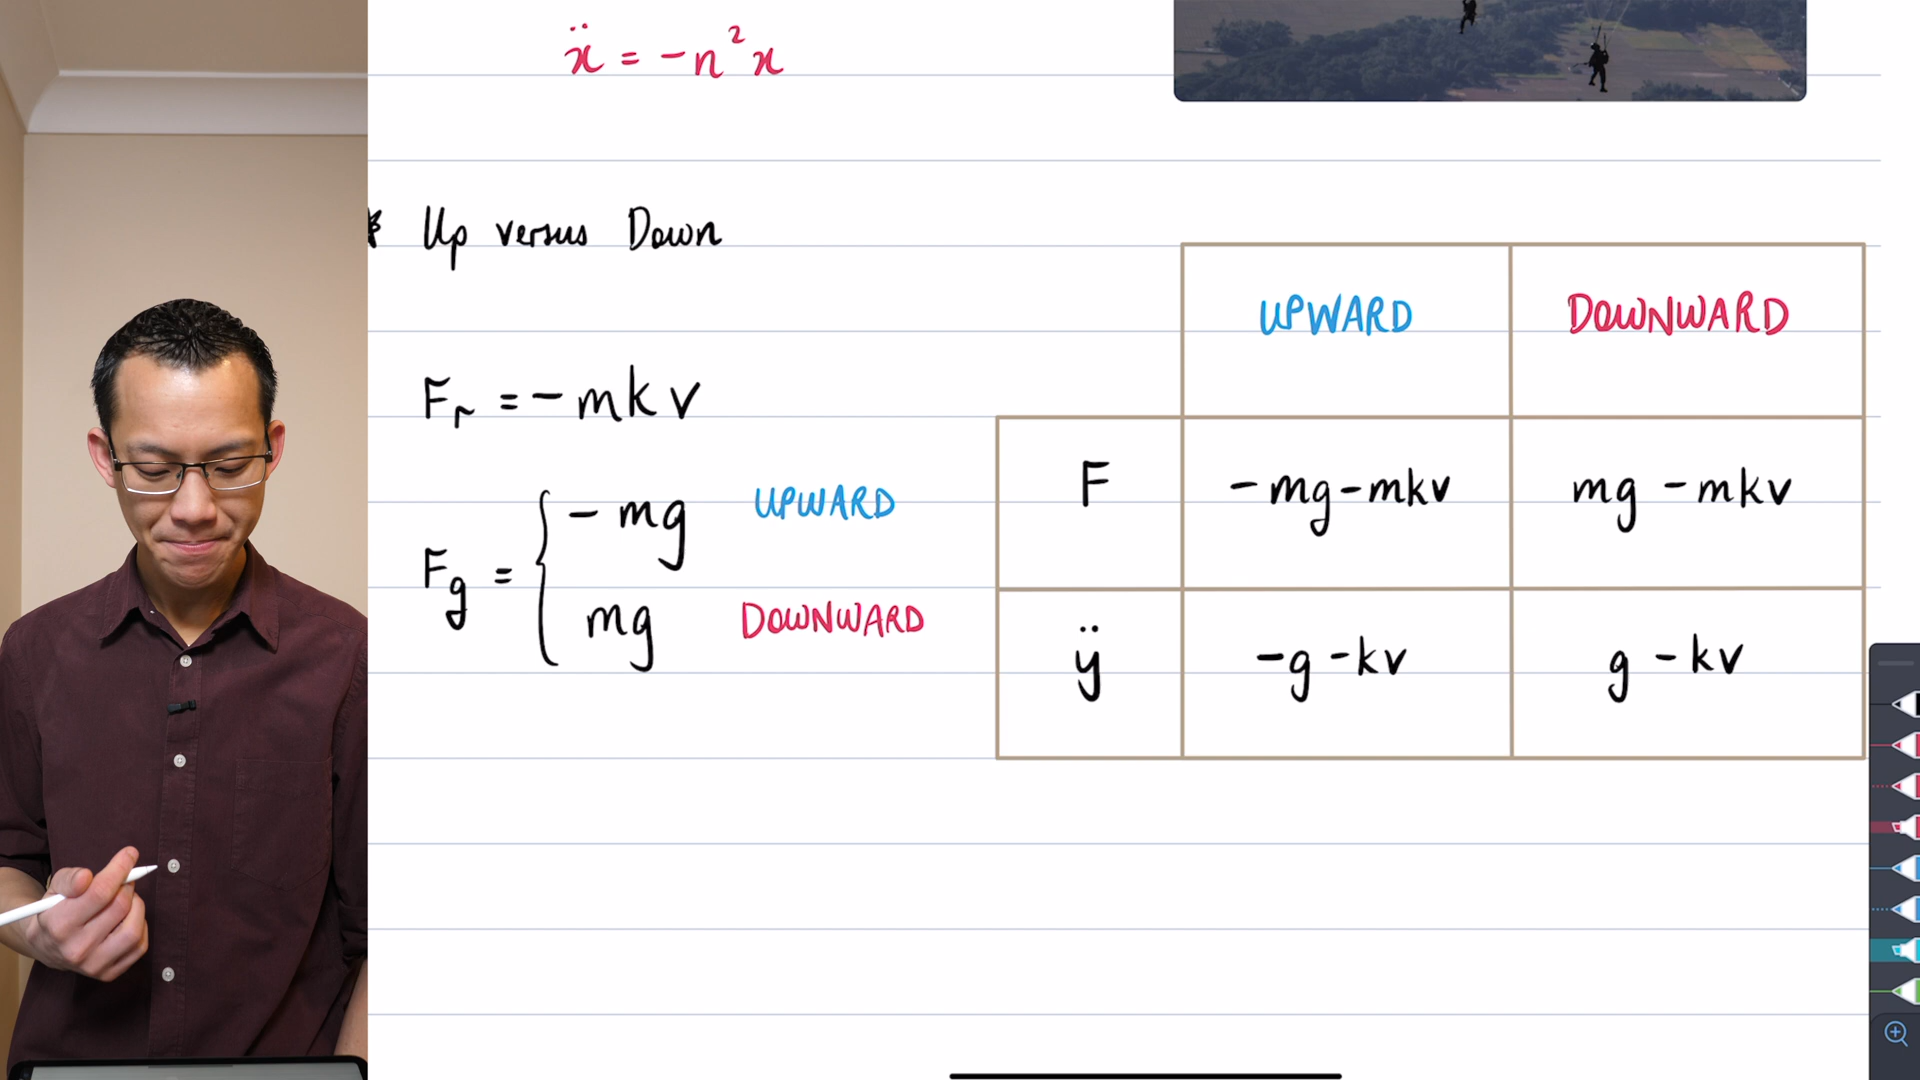 ẍ = -n²x
* Up versus Down
Fr = -mkv
Fg = { -mg UPWARD
mg DOWNWARD
UPWARD DOWNWARD
F -mg-mkv mg -mkv
ÿ -g -kv g -kv